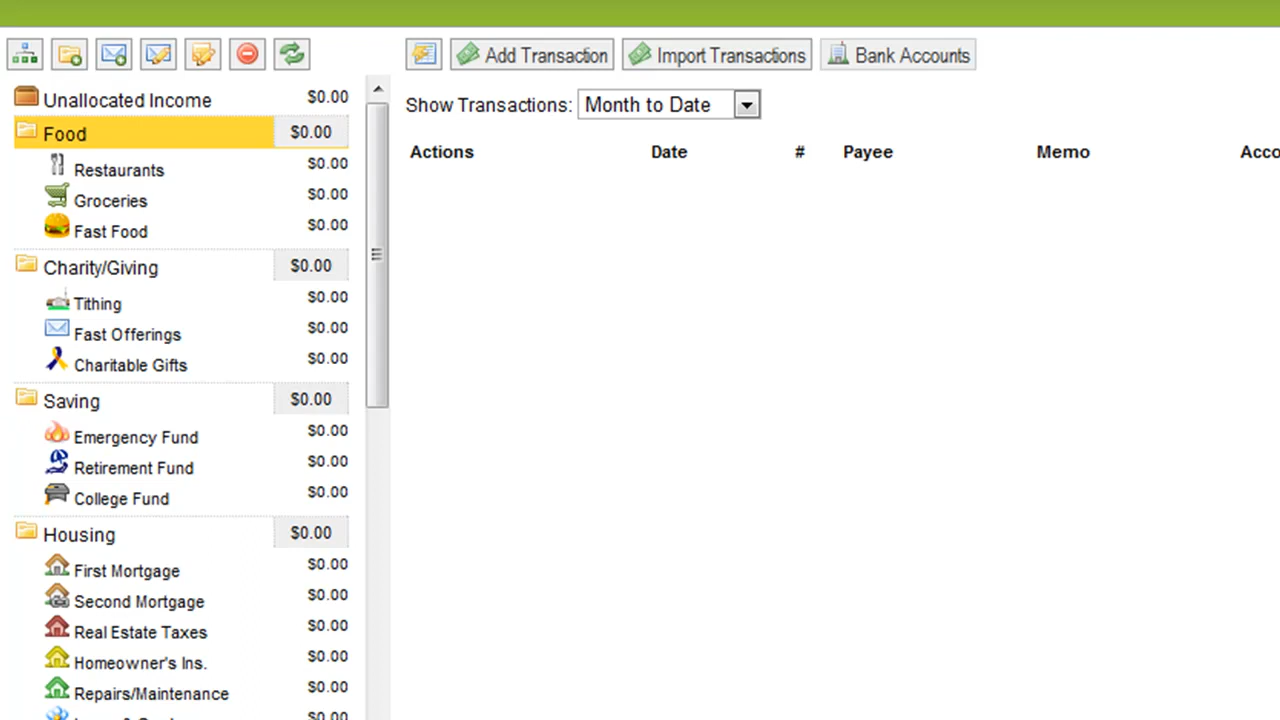 Add Transaction Import Transactions Bank Accounts
Show Transactions: Month to Date
Actions Date # Payee Memo Acco
Unallocated Income $0.00
Food $0.00
Restaurants $0.00
Groceries $0.00
Fast Food $0.00
Charity/Giving $0.00
Tithing $0.00
Fast Offerings $0.00
Charitable Gifts $0.00
Saving $0.00
Emergency Fund $0.00
Retirement Fund $0.00
College Fund $0.00
Housing $0.00
First Mortgage $0.00
Second Mortgage $0.00
Real Estate Taxes $0.00
Homeowner's Ins. $0.00
Repairs/Maintenance $0.00
$0.00